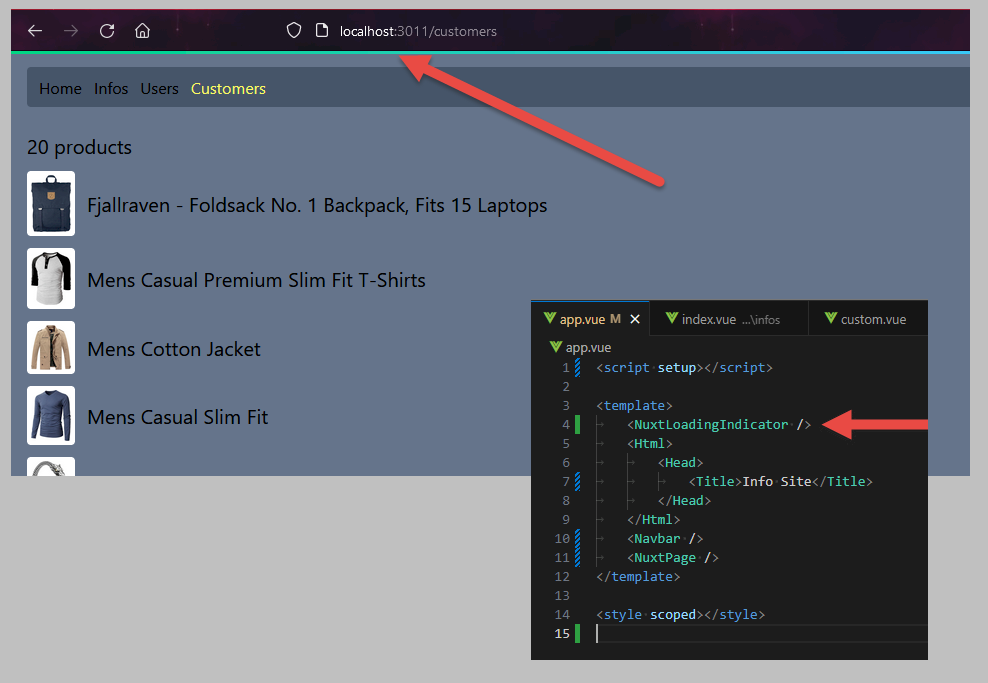 localhost:3011/customers
Home Infos Users Customers
20 products
Fjallraven - Foldsack No. 1 Backpack, Fits 15 Laptops
Mens Casual Premium Slim Fit T-Shirts
Mens Cotton Jacket
Mens Casual Slim Fit
app.vue M index.vue ...\infos custom.vue
app.vue
1 <script setup></script>
2
3 <template>
4 <NuxtLoadingIndicator />
5 <Html>
6 <Head>
7 <Title>Info Site</Title>
8 </Head>
9 </Html>
10 <Navbar />
11 <NuxtPage />
12 </template>
13
14 <style scoped></style>
15